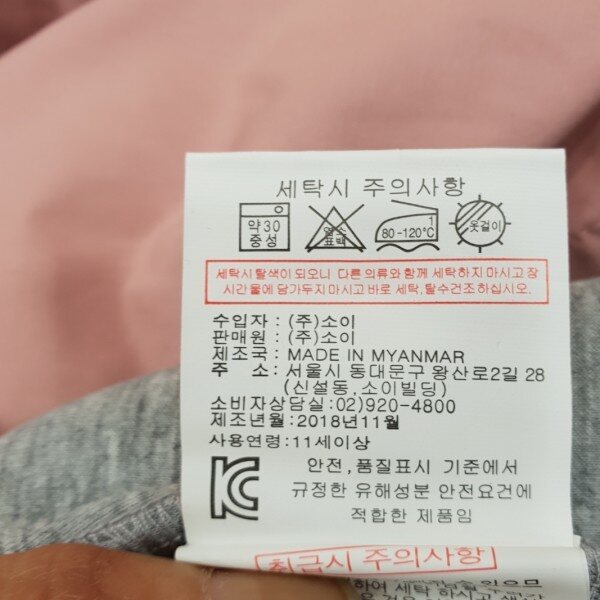 세탁시 주의사항
약30
중성
염소
표백
1
80-120℃
옷걸이
세탁시 탈색이 되오니 다른 의류와 함께 세탁하지 마시고 장
시간 물에 담가두지 마시고 바로 세탁, 탈수건조 하십시오.
수입자 : (주)소이
판매원 : (주)소이
제조국 : MADE IN MYANMAR
주 소 : 서울시 동대문구 왕산로2길 28
(신설동,소이빌딩)
소비자상담실:02)920-4800
제조년월:2018년11월
사용연령:11세이상
안전,품질표시 기준에서
규정한 유해성분 안전요건에
적합한 제품임
취급시 주의사항